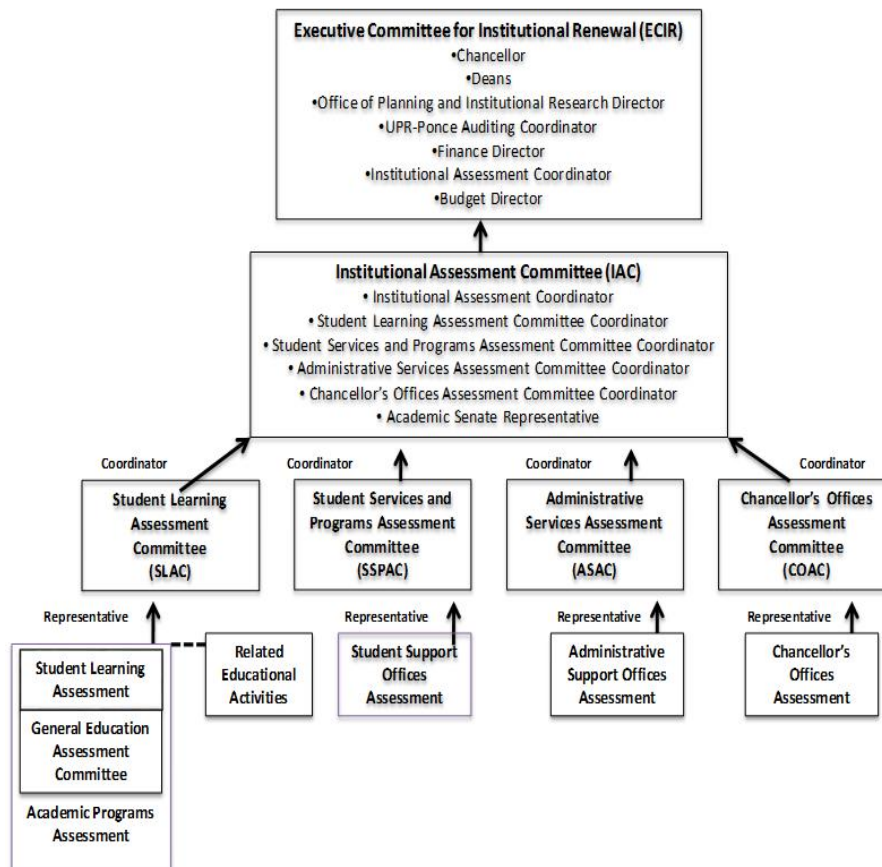 Executive Committee for Institutional Renewal (ECIR)
•Chancellor
•Deans
•Office of Planning and Institutional Research Director
•UPR-Ponce Auditing Coordinator
•Finance Director
•Institutional Assessment Coordinator
•Budget Director
Institutional Assessment Committee (IAC)
• Institutional Assessment Coordinator
• Student Learning Assessment Committee Coordinator
• Student Services and Programs Assessment Committee Coordinator
• Administrative Services Assessment Committee Coordinator
• Chancellor's Offices Assessment Committee Coordinator
• Academic Senate Representative
Coordinator
Student Learning
Assessment
Committee
(SLAC)
Coordinator
Student Services and
Programs Assessment
Committee
(SSPAC)
Coordinator
Administrative
Services Assessment
Committee
(ASAC)
Coordinator
Chancellor's Offices
Assessment
Committee
(COAC)
Representative
Student Learning
Assessment
General Education
Assessment
Committee
Academic Programs
Assessment
Related
Educational
Activities
Representative
Student Support
Offices
Assessment
Representative
Administrative
Support Offices
Assessment
Representative
Chancellor's
Offices
Assessment